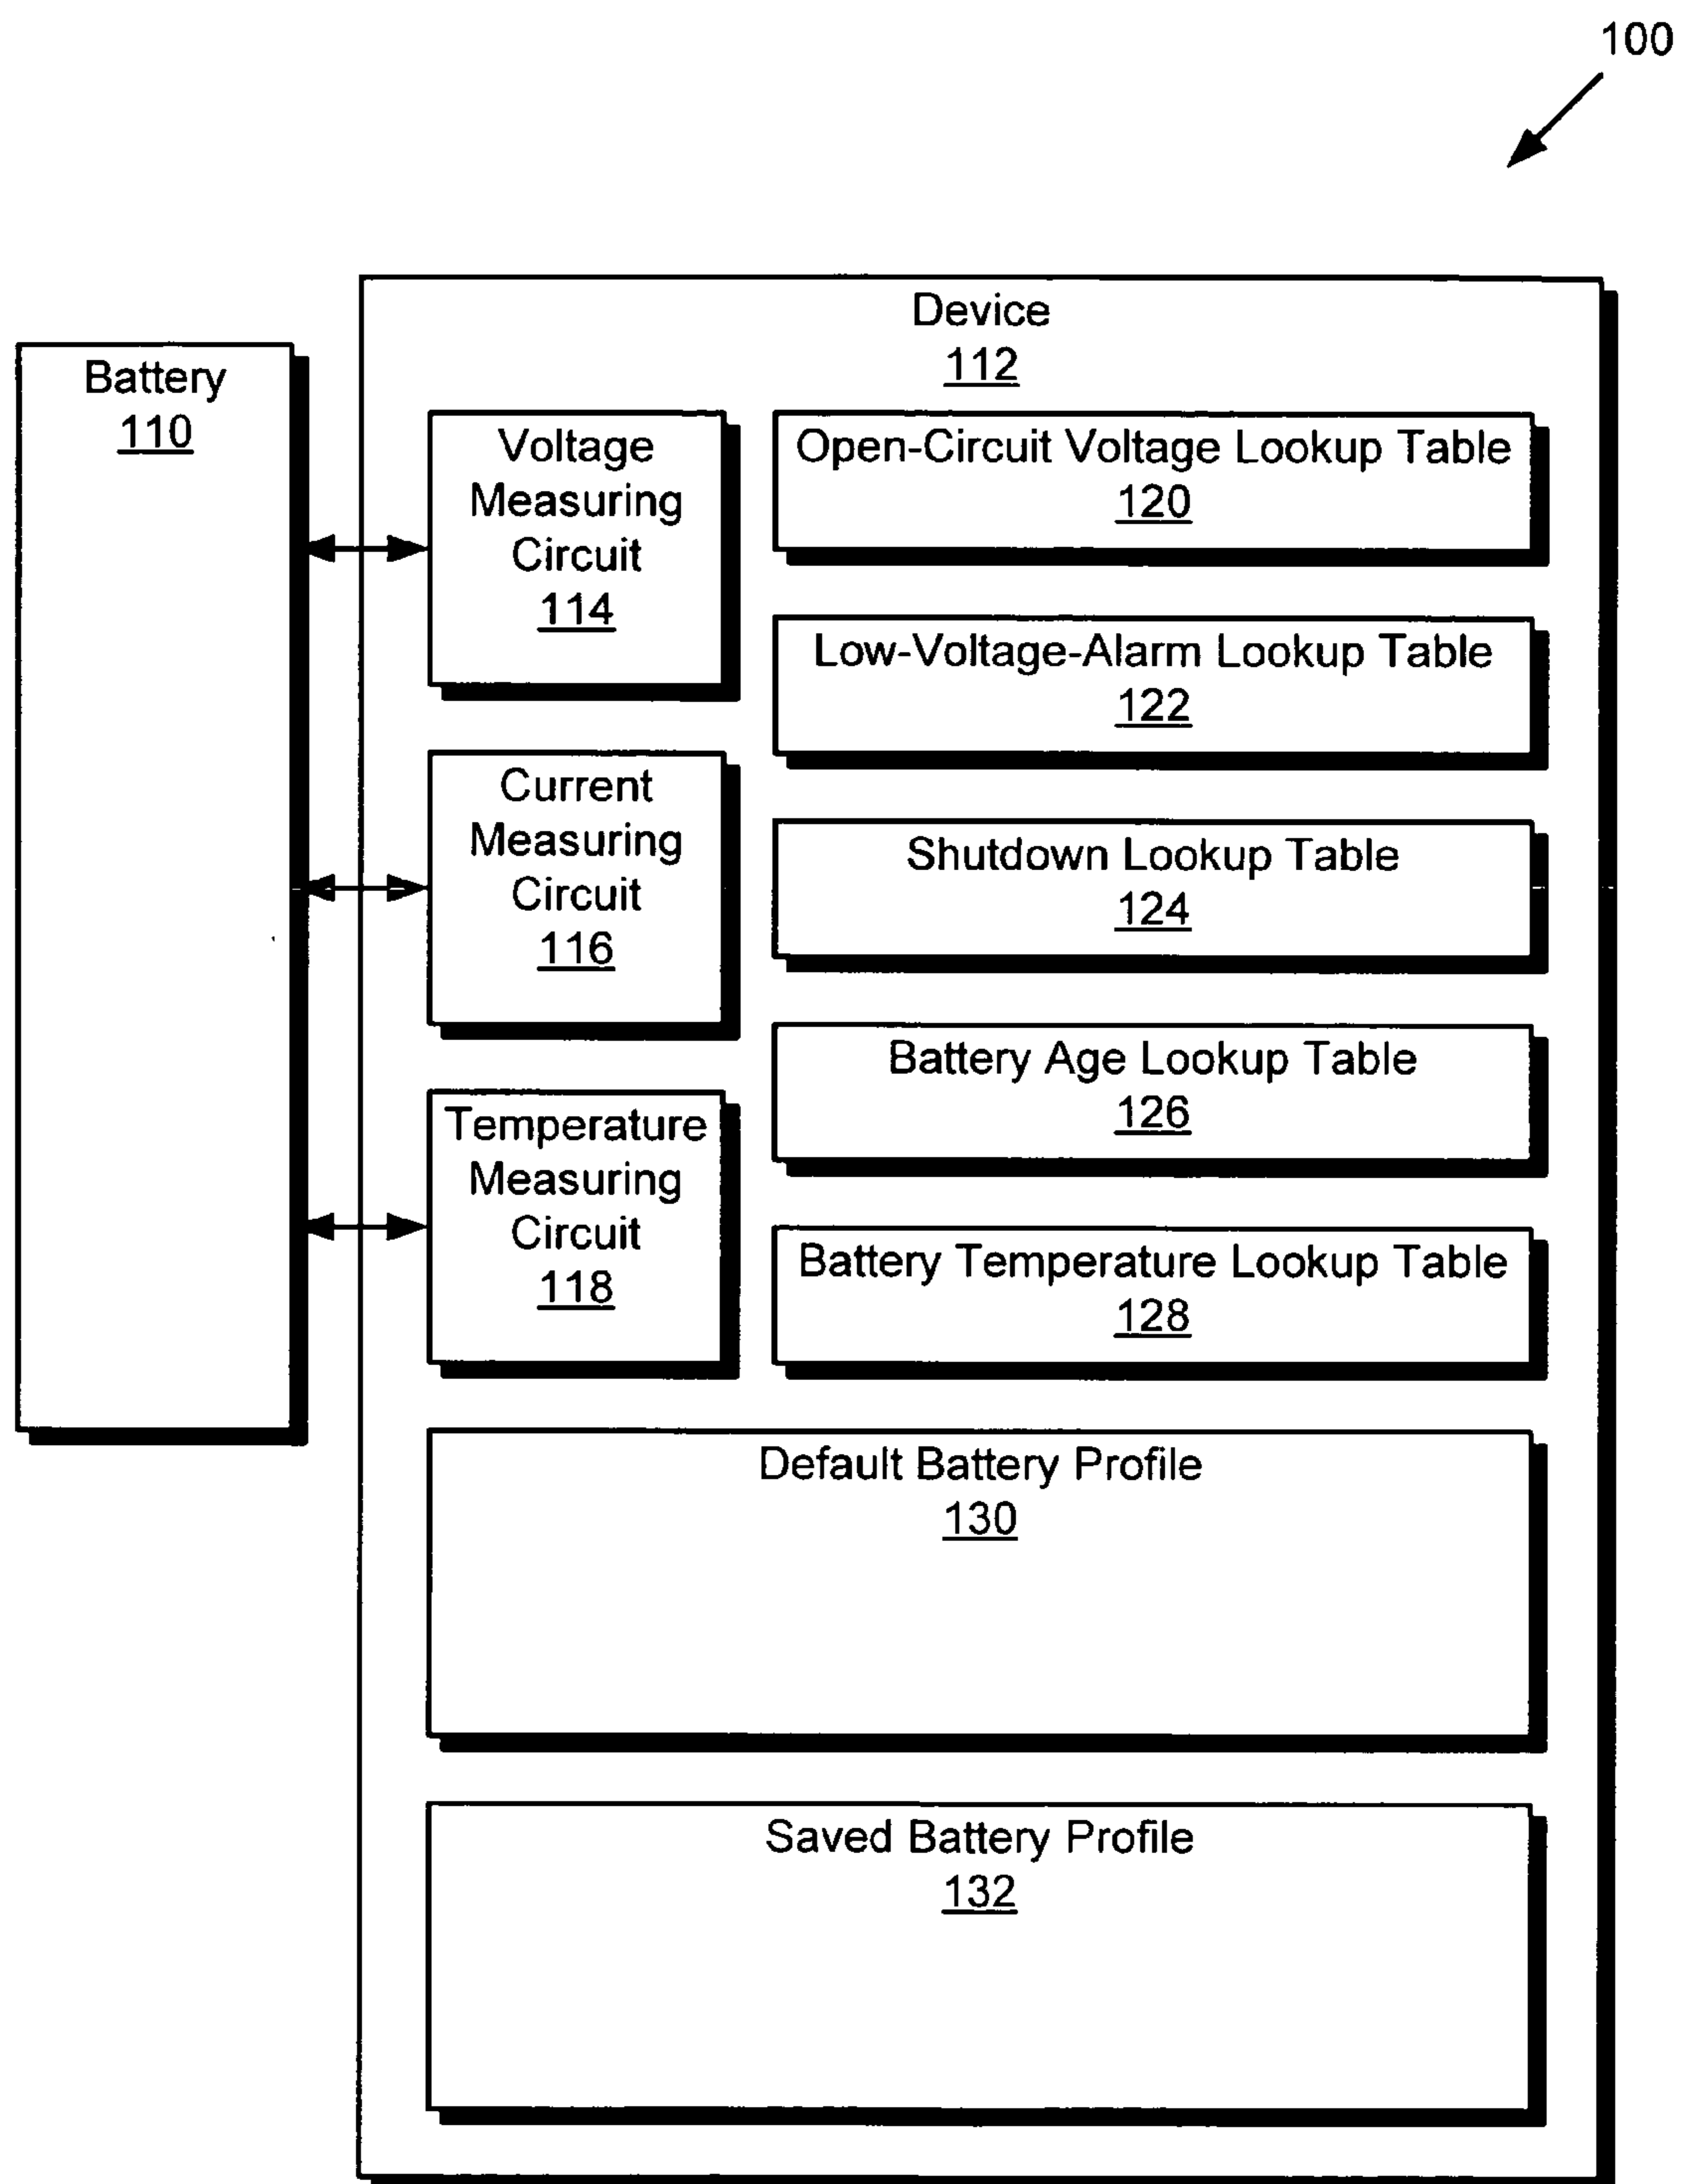 100
Device
112
Battery
110
Voltage
Measuring
Circuit
114
Open-Circuit Voltage Lookup Table
120
Low-Voltage-Alarm Lookup Table
122
Current
Measuring
Circuit
116
Shutdown Lookup Table
124
Battery Age Lookup Table
126
Temperature
Measuring
Circuit
118
Battery Temperature Lookup Table
128
Default Battery Profile
130
Saved Battery Profile
132